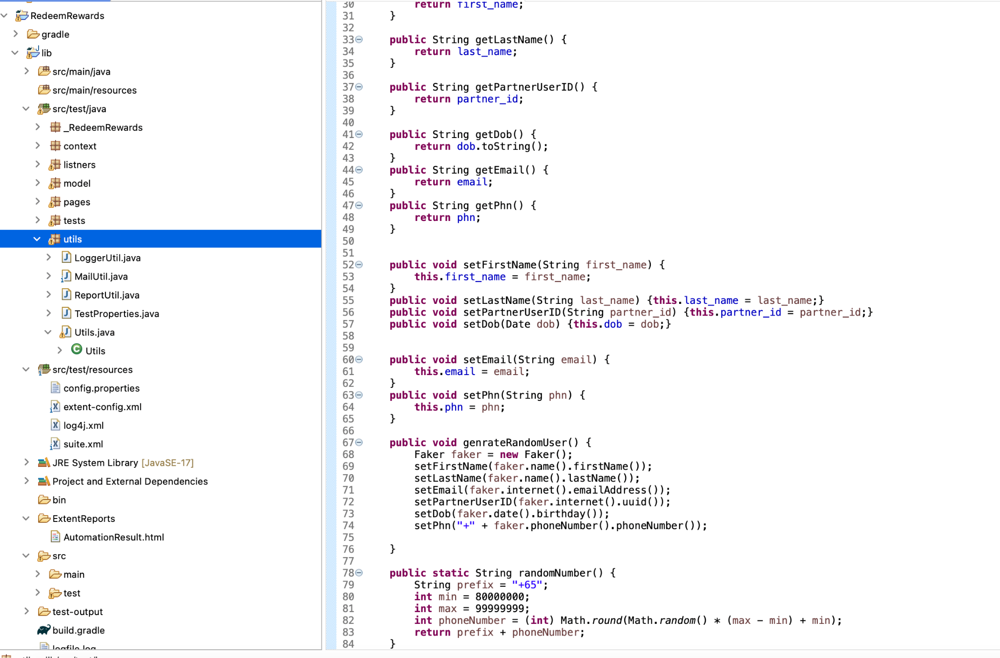 RedeemRewards
gradle
lib
src/main/java
src/main/resources
src/test/java
_RedeemRewards
context
listners
model
pages
tests
utils
LoggerUtil.java
MailUtil.java
ReportUtil.java
TestProperties.java
Utils.java
Utils
src/test/resources
config.properties
extent-config.xml
log4j.xml
suite.xml
JRE System Library [JavaSE-17]
Project and External Dependencies
bin
ExtentReports
AutomationResult.html
src
main
test
test-output
build.gradle
logfile.log
30 return first_name;
31 }
32
33 public String getLastName() {
34 return last_name;
35 }
36
37 public String getPartnerUserID() {
38 return partner_id;
39 }
40
41 public String getDob() {
42 return dob.toString();
43 }
44 public String getEmail() {
45 return email;
46 }
47 public String getPhn() {
48 return phn;
49 }
50
51
52 public void setFirstName(String first_name) {
53 this.first_name = first_name;
54 }
55 public void setLastName(String last_name) {this.last_name = last_name;}
56 public void setPartnerUserID(String partner_id) {this.partner_id = partner_id;}
57 public void setDob(Date dob) {this.dob = dob;}
58
59
60 public void setEmail(String email) {
61 this.email = email;
62 }
63 public void setPhn(String phn) {
64 this.phn = phn;
65 }
66
67 public void genrateRandomUser() {
68 Faker faker = new Faker();
69 setFirstName(faker.name().firstName());
70 setLastName(faker.name().lastName());
71 setEmail(faker.internet().emailAddress());
72 setPartnerUserID(faker.internet().uuid());
73 setDob(faker.date().birthday());
74 setPhn("+" + faker.phoneNumber().phoneNumber());
75
76 }
77
78 public static String randomNumber() {
79 String prefix = "+65";
80 int min = 80000000;
81 int max = 99999999;
82 int phoneNumber = (int) Math.round(Math.random() * (max - min) + min);
83 return prefix + phoneNumber;
84 }